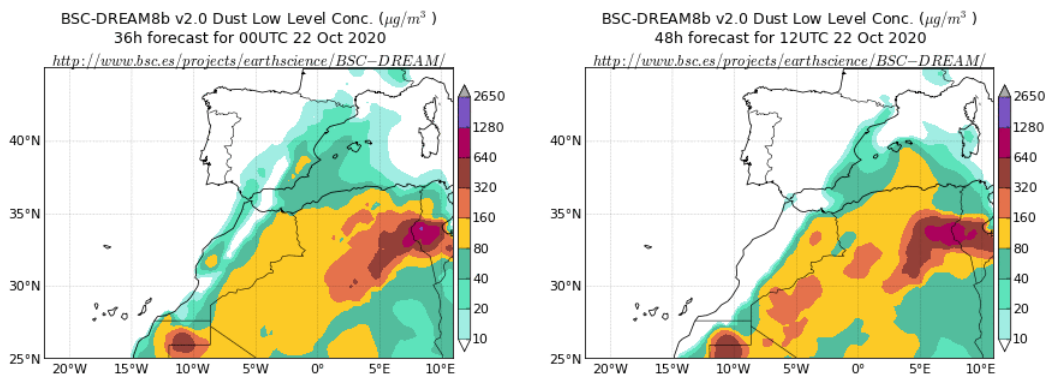 BSC-DREAM8b v2.0 Dust Low Level Conc. (μg/m³ )
36h forecast for 00UTC 22 Oct 2020
http://www.bsc.es/projects/earthscience/BSC−DREAM/
40°N
35°N
30°N
25°N
20°W
15°W
10°W
5°W
0°
5°E
10°E
2650
1280
640
320
160
80
40
20
10
BSC-DREAM8b v2.0 Dust Low Level Conc. (μg/m³ )
48h forecast for 12UTC 22 Oct 2020
http://www.bsc.es/projects/earthscience/BSC−DREAM/
40°N
35°N
30°N
25°N
20°W
15°W
10°W
5°W
0°
5°E
10°E
2650
1280
640
320
160
80
40
20
10